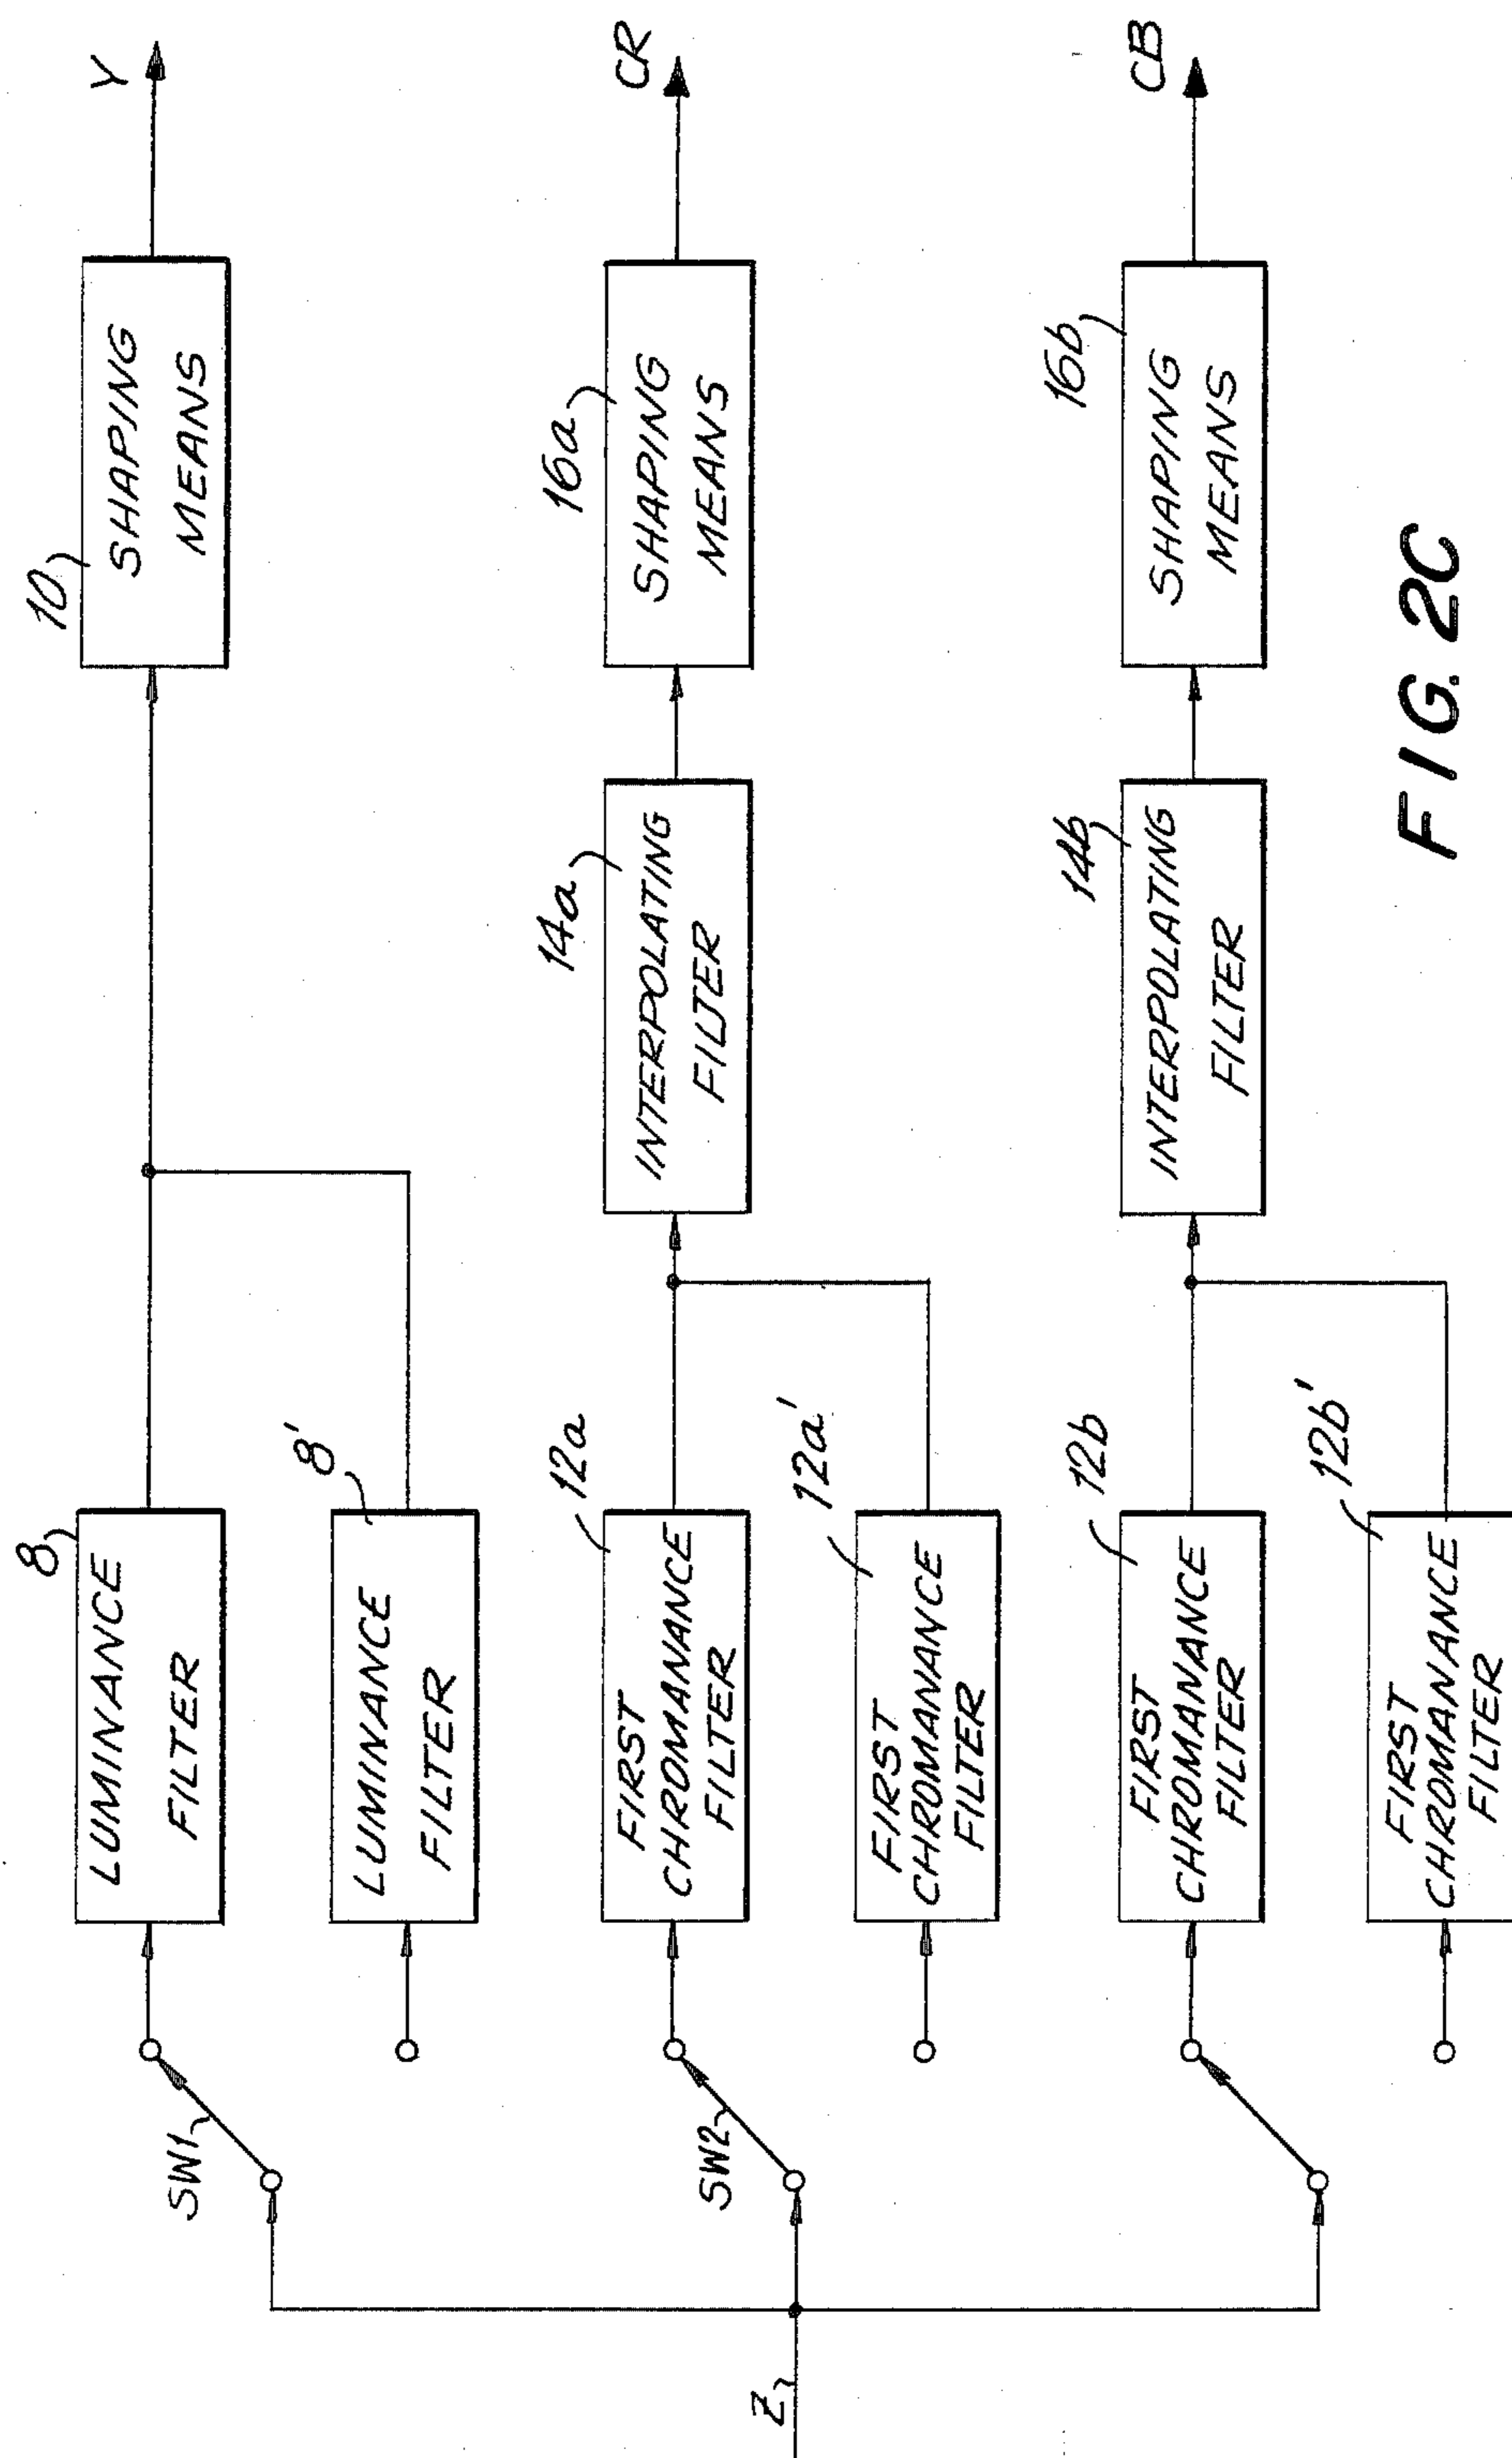 8
LUMINANCE
FILTER
10
SHAPING
MEANS
Y
SW1
8'
LUMINANCE
FILTER
2
SW2
12a
FIRST
CHROMANANCE
FILTER
14a
INTERPOLATING
FILTER
16a
SHAPING
MEANS
CR
12a'
FIRST
CHROMANANCE
FILTER
12b
FIRST
CHROMANANCE
FILTER
14b
INTERPOLATING
FILTER
16b
SHAPING
MEANS
CB
12b'
FIRST
CHROMANANCE
FILTER
FIG. 2C